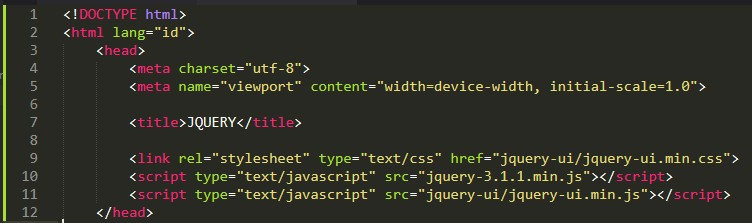 1 <!DOCTYPE html>
2 <html lang="id">
3 <head>
4 <meta charset="utf-8">
5 <meta name="viewport" content="width=device-width, initial-scale=1.0">
6
7 <title>JQUERY</title>
8
9 <link rel="stylesheet" type="text/css" href="jquery-ui/jquery-ui.min.css">
10 <script type="text/javascript" src="jquery-3.1.1.min.js"></script>
11 <script type="text/javascript" src="jquery-ui/jquery-ui.min.js"></script>
12 </head>